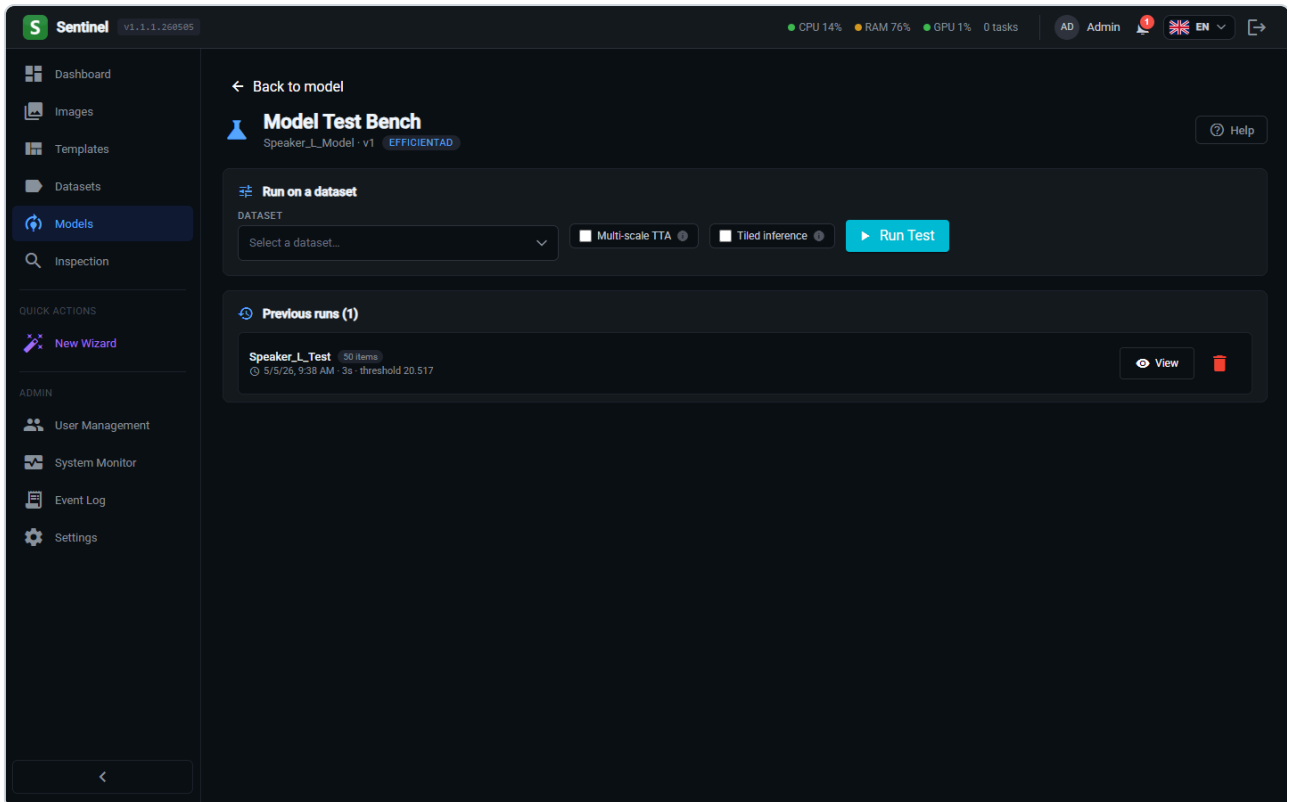 S Sentinel v1.1.1.260505
CPU 14% RAM 76% GPU 1% 0 tasks AD Admin 1 EN
Dashboard
Images
Templates
Datasets
Models
Inspection
QUICK ACTIONS
New Wizard
ADMIN
User Management
System Monitor
Event Log
Settings
Back to model
Model Test Bench
Speaker_L_Model · v1 EFFICIENTAD
Help
Run on a dataset
DATASET
Select a dataset... Multi-scale TTA Tiled inference Run Test
Previous runs (1)
Speaker_L_Test 50 items
5/5/26, 9:38 AM · 3s · threshold 20.517
View